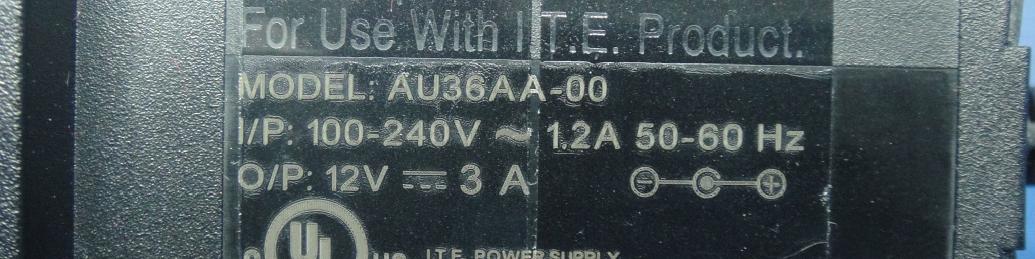 For Use With I.T.E. Product.
MODEL: AU36AA-00
I/P: 100-240V ~ 1.2A 50-60 Hz
O/P: 12V ⎓ 3 A
c UL US I.T.E. POWER SUPPLY